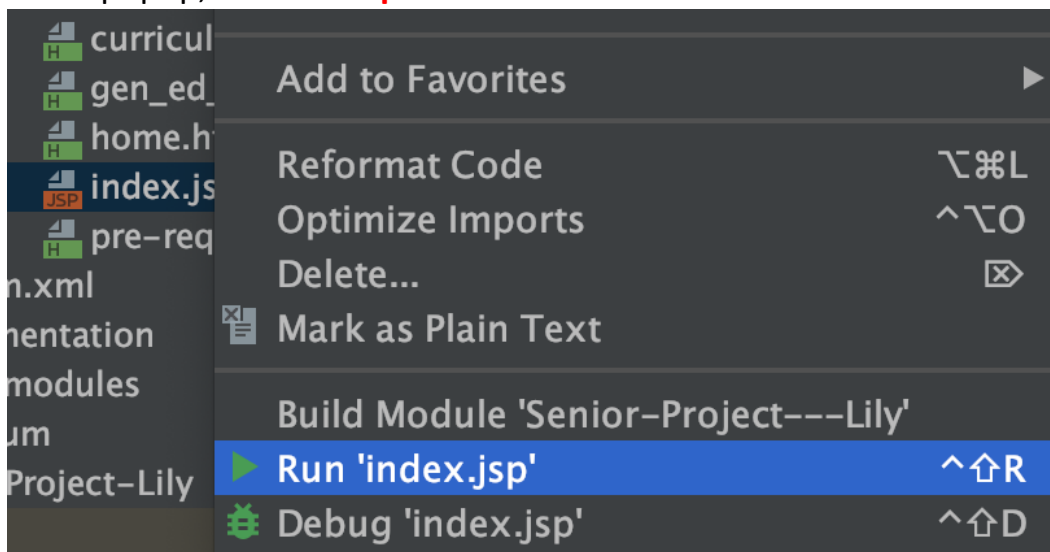 curricul
gen_ed_
Add to Favorites
home.h
Reformat Code ⌥⌘L
JSP index.js
Optimize Imports ^⌥O
pre-req
Delete... ⌦
m.xml
Mark as Plain Text
mentation
modules
Build Module 'Senior-Project---Lily'
um
Run 'index.jsp' ^⇧R
Project-Lily
Debug 'index.jsp' ^⇧D